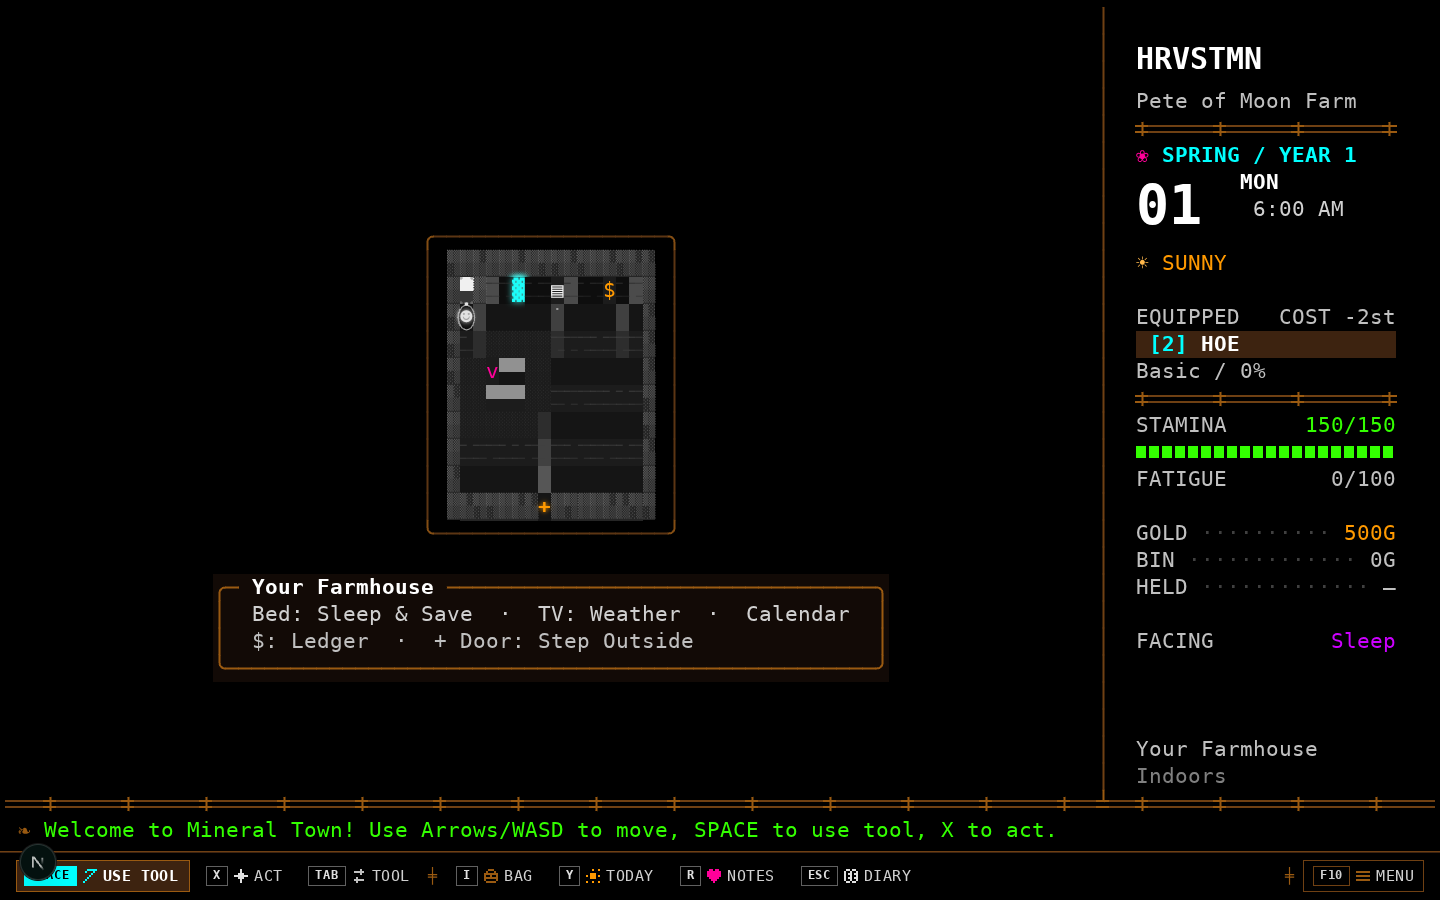 HRVSTMN
Pete of Moon Farm
SPRING / YEAR 1
01 MON
6:00 AM
SUNNY
EQUIPPED COST -2st
[2] HOE
Basic / 0%
STAMINA 150/150
FATIGUE 0/100
GOLD ·········· 500G
BIN ············· 0G
HELD ············· —
FACING Sleep
Your Farmhouse
Indoors
$
v
+
Your Farmhouse
Bed: Sleep & Save · TV: Weather · Calendar
$: Ledger · + Door: Step Outside
Welcome to Mineral Town! Use Arrows/WASD to move, SPACE to use tool, X to act.
N USE TOOL X ACT TAB TOOL I BAG Y TODAY R NOTES ESC DIARY F10 MENU